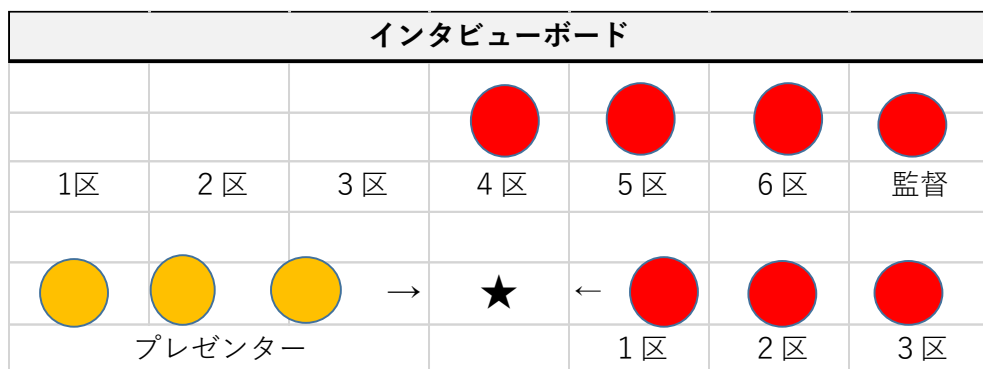 インタビューボード
1区 2区 3区 4区 5区 6区 監督
→ ★ ←
プレゼンター 1区 2区 3区